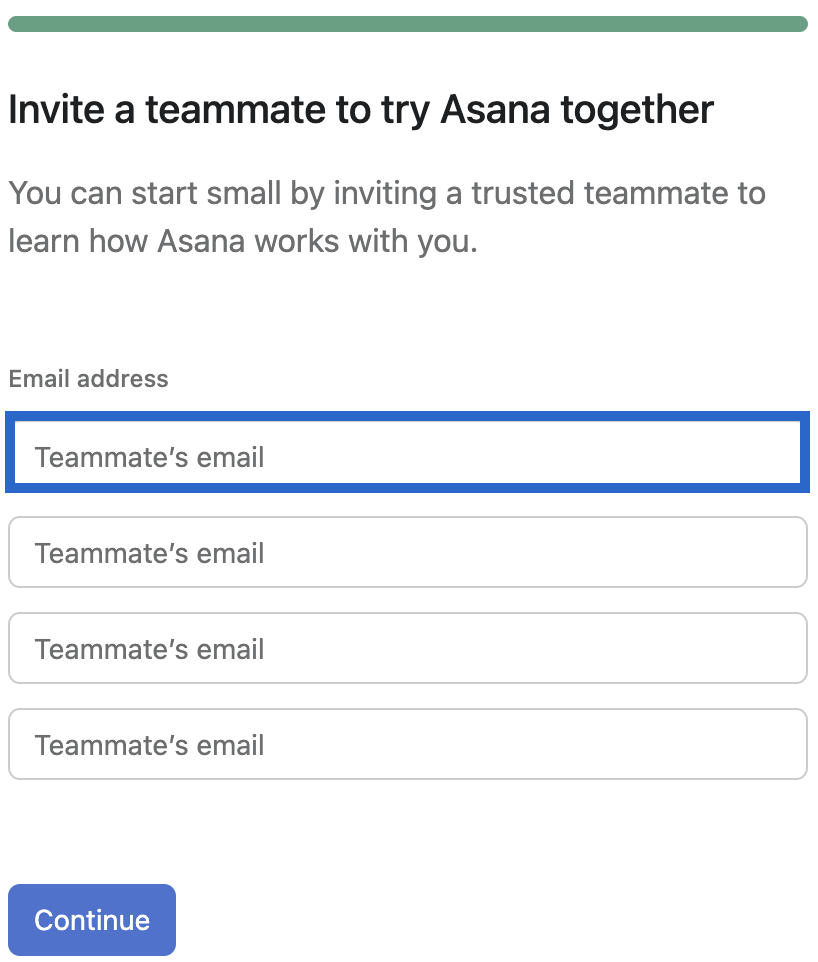 Invite a teammate to try Asana together
You can start small by inviting a trusted teammate to
learn how Asana works with you.
Email address
Teammate’s email
Teammate’s email
Teammate’s email
Teammate’s email
Continue